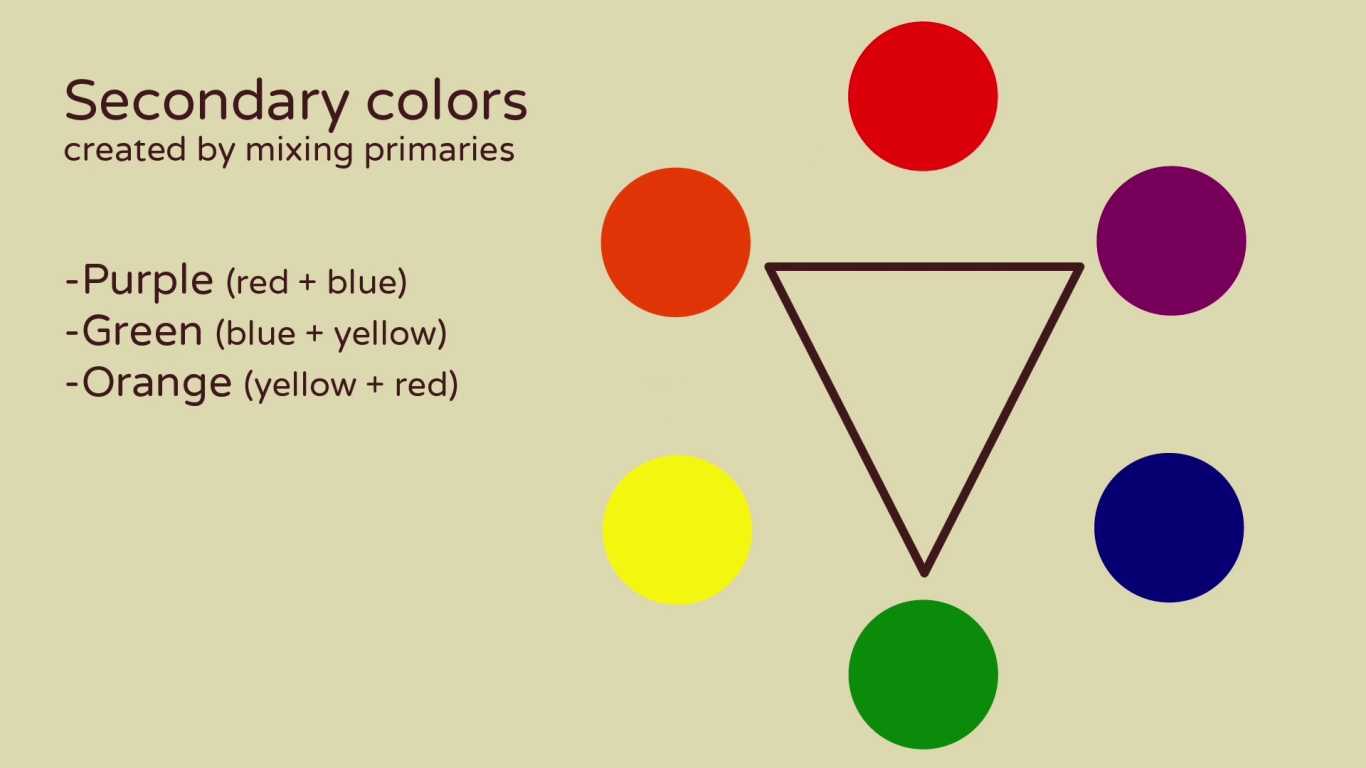 Secondary colors
created by mixing primaries
-Purple (red + blue)
-Green (blue + yellow)
-Orange (yellow + red)